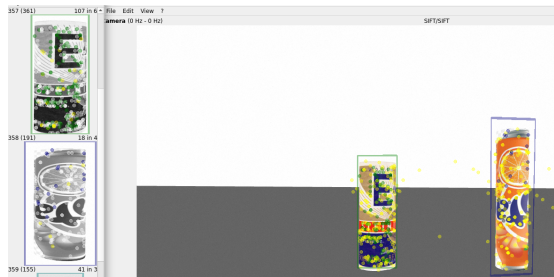 357 (361) 107 in 6
File Edit View ?
amera (0 Hz - 0 Hz)
SIFT/SIFT
E
E
358 (191) 18 in 4
359 (155) 41 in 3